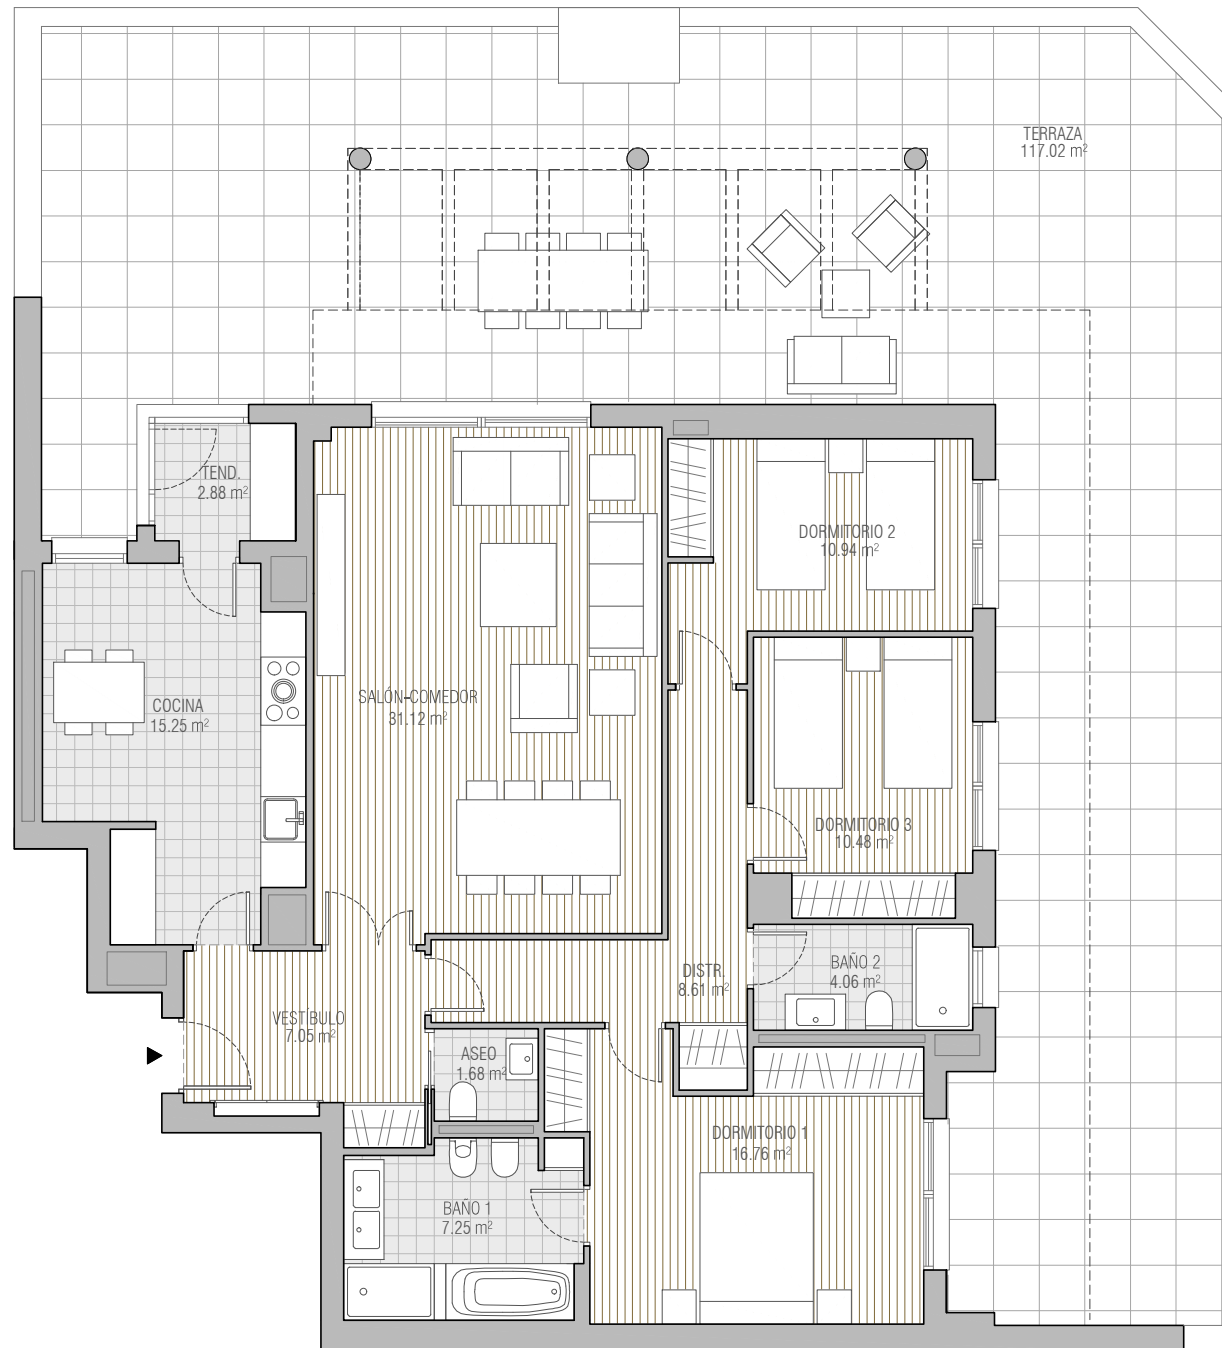 TERRAZA
117.02 m²
TEND.
2.88 m²
DORMITORIO 2
10.94 m²
COCINA
15.25 m²
SALÓN-COMEDOR
31.12 m²
DORMITORIO 3
10.48 m²
DISTR.
8.61 m²
BAÑO 2
4.06 m²
VEST BULO
7.05 m²
ASEO
1.68 m²
DORMITORIO 1
16.76 m²
BAÑO 1
7.25 m²